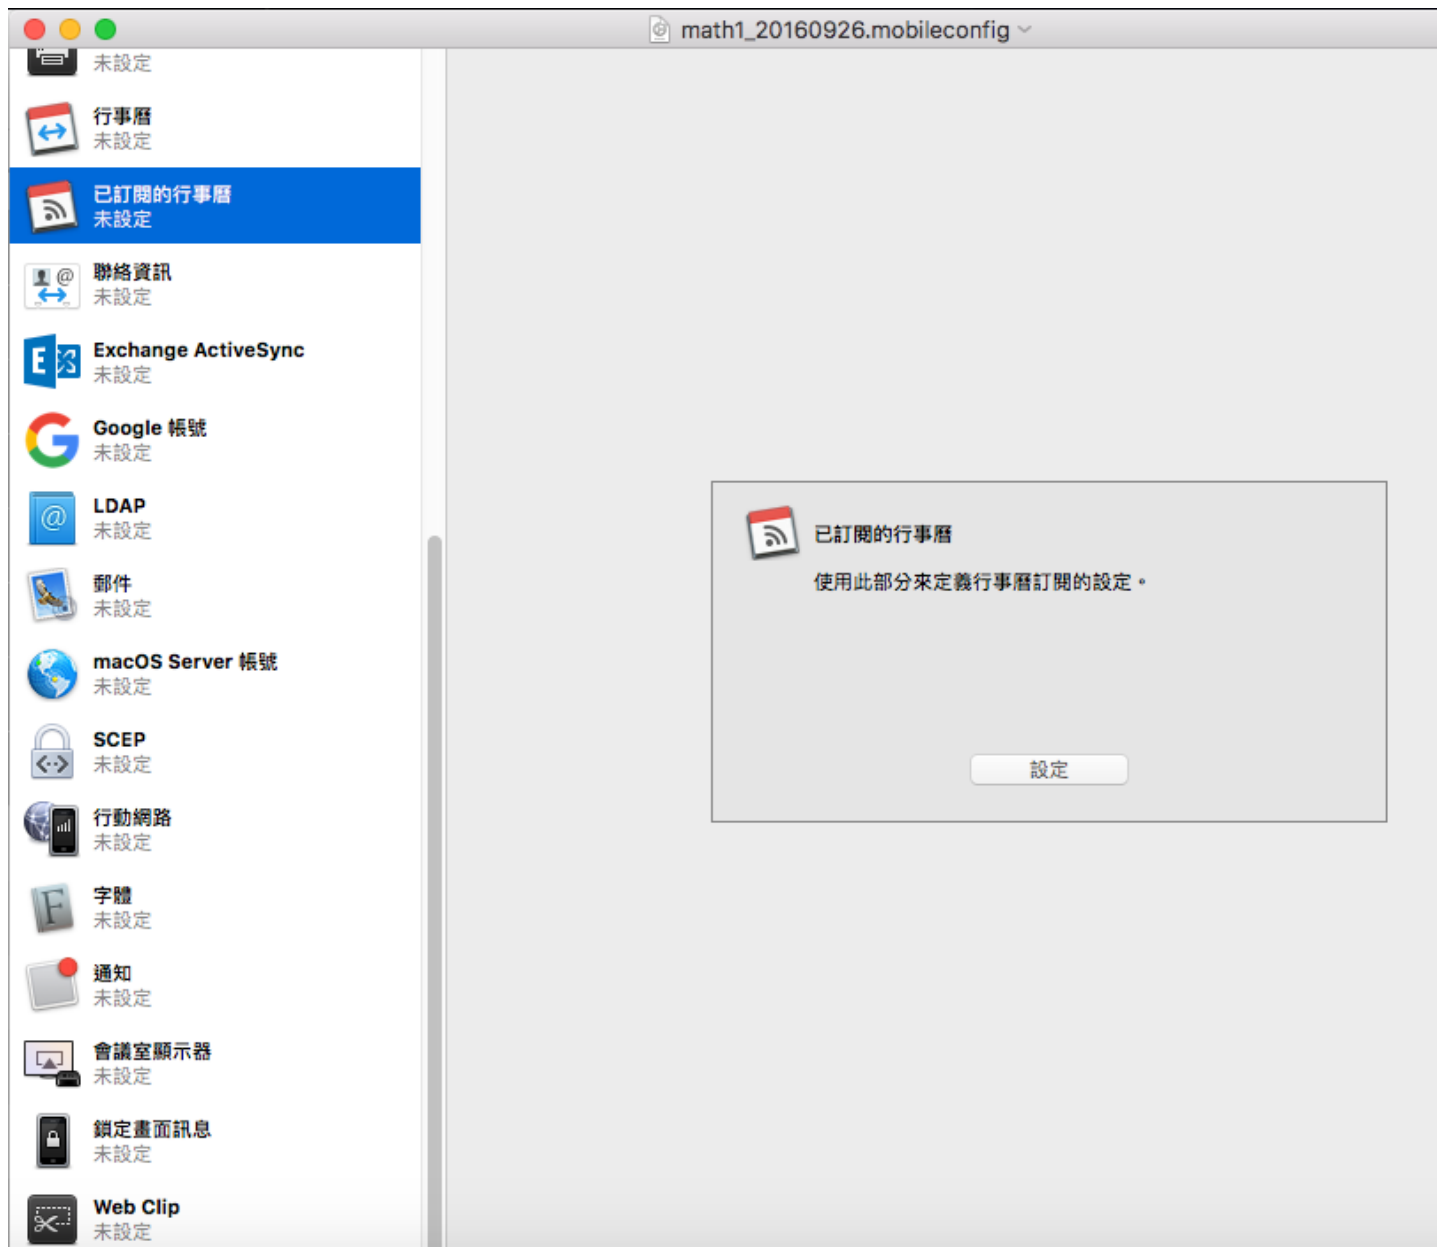 math1_20160926.mobileconfig
未設定
行事曆
未設定
已訂閱的行事曆
未設定
聯絡資訊
未設定
Exchange ActiveSync
未設定
Google 帳號
未設定
LDAP
未設定
郵件
未設定
macOS Server 帳號
未設定
SCEP
未設定
行動網路
未設定
字體
未設定
通知
未設定
會議室顯示器
未設定
鎖定畫面訊息
未設定
Web Clip
未設定
已訂閱的行事曆
使用此部分來定義行事曆訂閱的設定。
設定